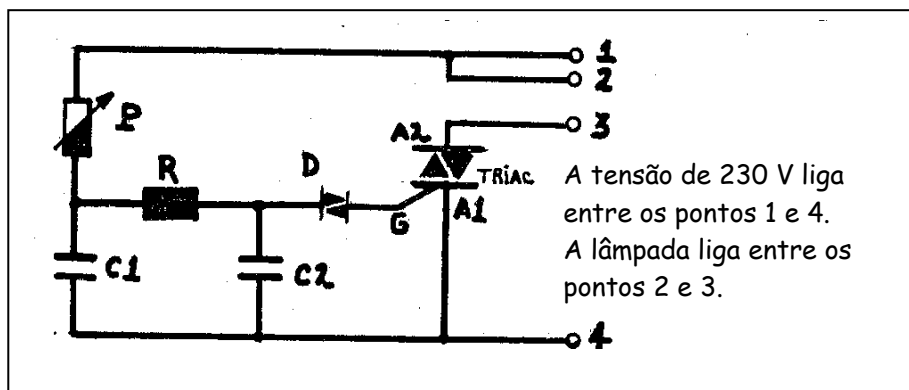 1
2
P
A2
3
R
D
TRIAC
G
A1
C1
C2
4
A tensão de 230 V liga
entre os pontos 1 e 4.
A lâmpada liga entre os
pontos 2 e 3.